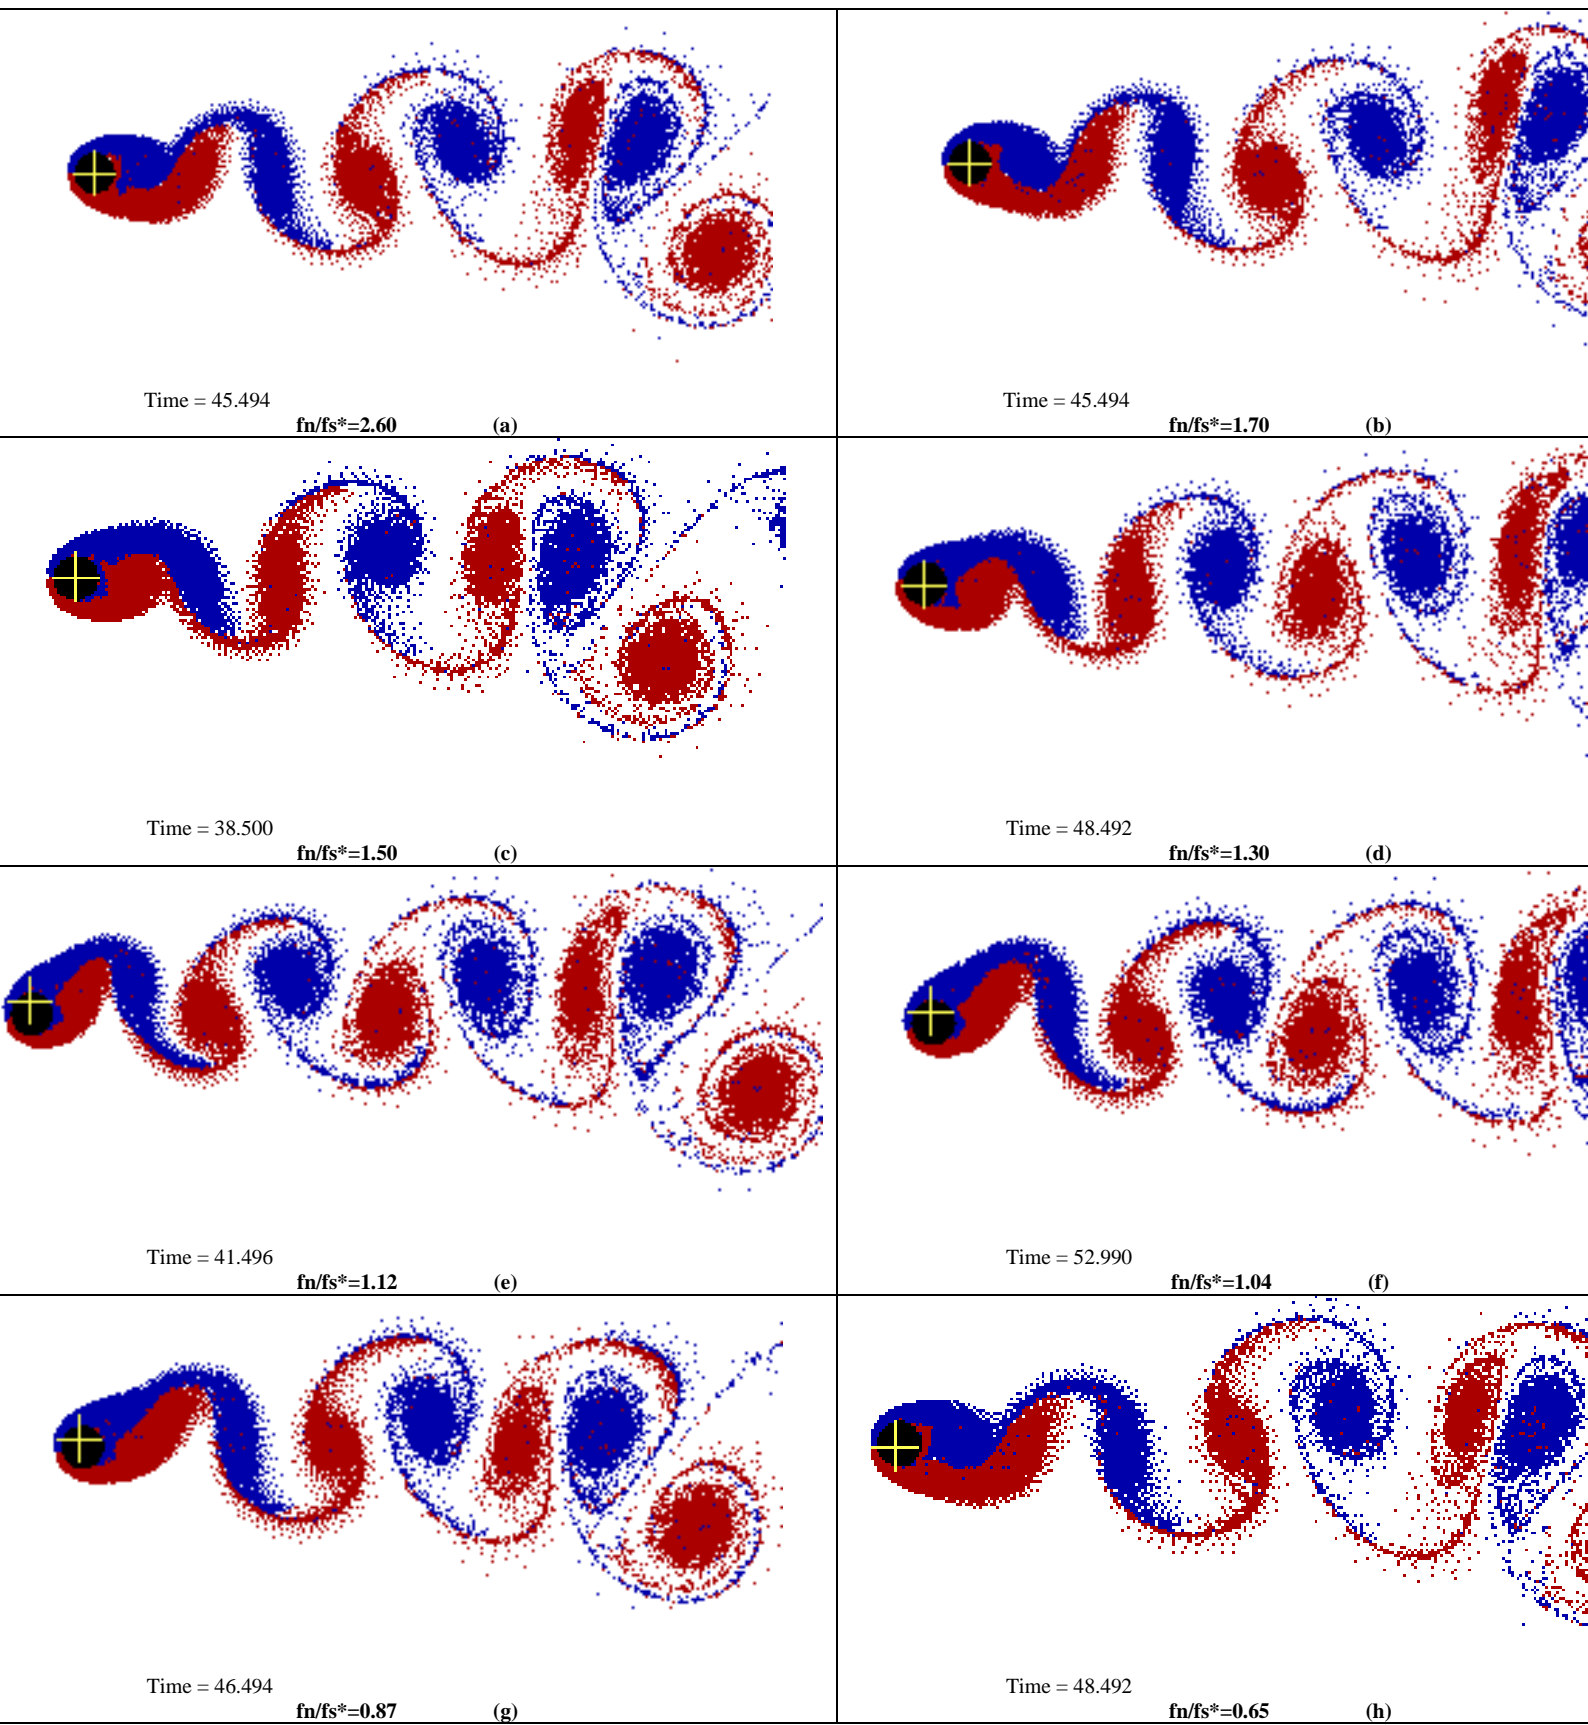 Time = 45.494
fn/fs*=2.60 (a)
Time = 45.494
fn/fs*=1.70 (b)
Time = 38.500
fn/fs*=1.50 (c)
Time = 48.492
fn/fs*=1.30 (d)
Time = 41.496
fn/fs*=1.12 (e)
Time = 52.990
fn/fs*=1.04 (f)
Time = 46.494
fn/fs*=0.87 (g)
Time = 48.492
fn/fs*=0.65 (h)